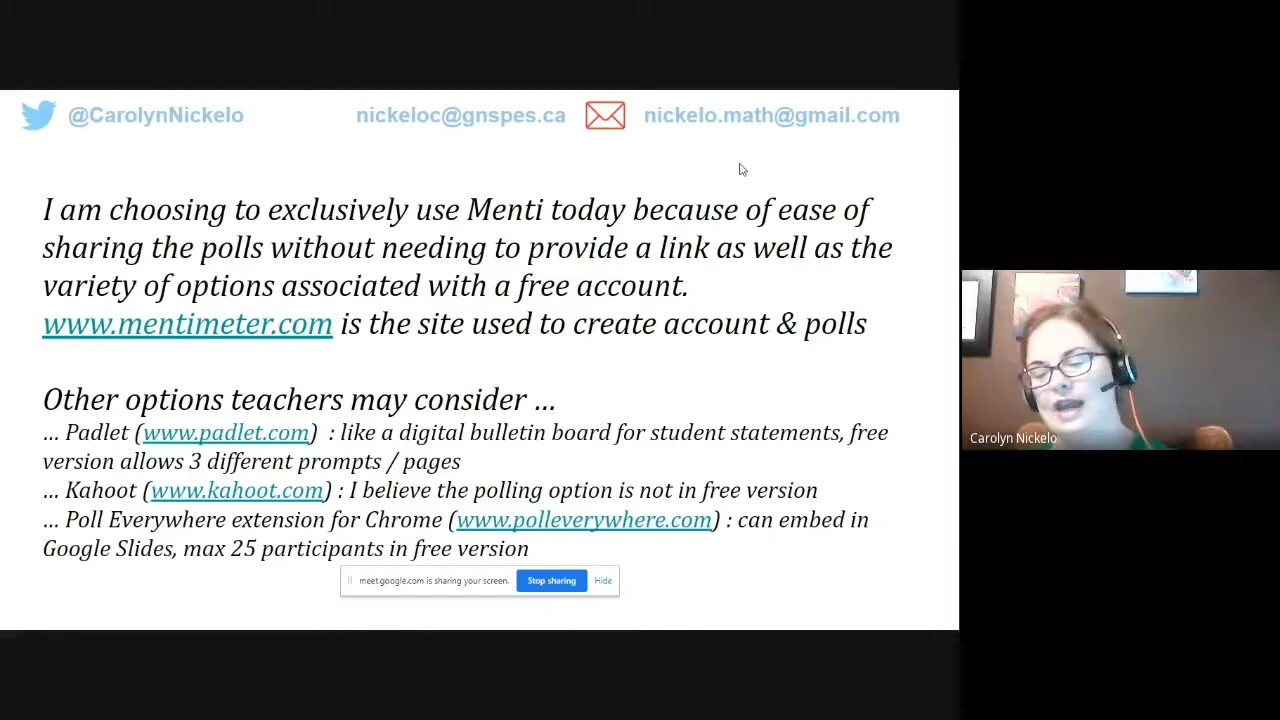 @CarolynNickelo nickeloc@gnspes.ca nickelo.math@gmail.com
I am choosing to exclusively use Menti today because of ease of
sharing the polls without needing to provide a link as well as the
variety of options associated with a free account.
www.mentimeter.com is the site used to create account & polls
Other options teachers may consider ...
... Padlet (www.padlet.com) : like a digital bulletin board for student statements, free
version allows 3 different prompts / pages
... Kahoot (www.kahoot.com) : I believe the polling option is not in free version
... Poll Everywhere extension for Chrome (www.polleverywhere.com) : can embed in
Google Slides, max 25 participants in free version
meet.google.com is sharing your screen. Stop sharing Hide
Carolyn Nickelo